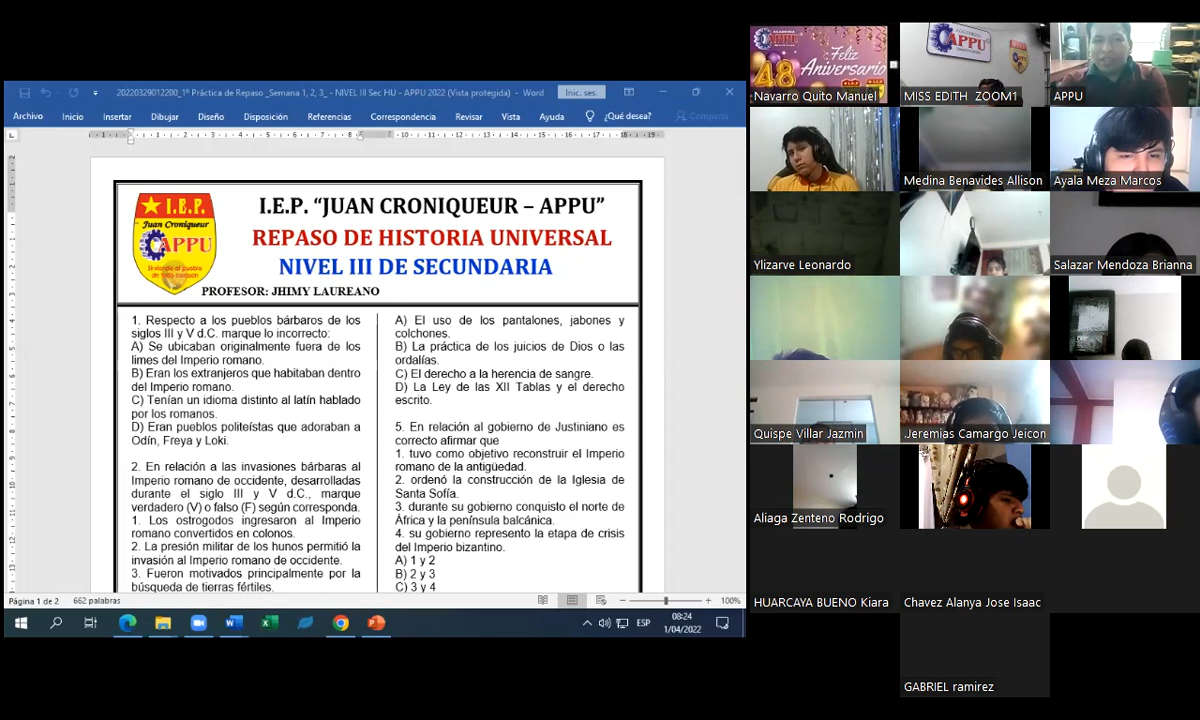 20220329012200_1º Práctica de Repaso _Semana 1, 2, 3_ - NIVEL III Sec HU - APPU 2022 (Vista protegida) - Word
Inic. ses.
Archivo Inicio Insertar Dibujar Diseño Disposición Referencias Correspondencia Revisar Vista Ayuda ¿Qué desea? Compartir
I.E.P.
Juan Croniqueur
APPU
Sirviendo al pueblo
de todo corazón
I.E.P. “JUAN CRONIQUEUR – APPU”
REPASO DE HISTORIA UNIVERSAL
NIVEL III DE SECUNDARIA
PROFESOR: JHIMY LAUREANO
1. Respecto a los pueblos bárbaros de los
siglos III y V d.C. marque lo incorrecto:
A) Se ubicaban originalmente fuera de los
limes del Imperio romano.
B) Eran los extranjeros que habitaban dentro
del Imperio romano.
C) Tenían un idioma distinto al latín hablado
por los romanos.
D) Eran pueblos politeístas que adoraban a
Odín, Freya y Loki.
2. En relación a las invasiones bárbaras al
Imperio romano de occidente, desarrolladas
durante el siglo III y V d.C., marque
verdadero (V) o falso (F) según corresponda.
1. Los ostrogodos ingresaron al Imperio
romano convertidos en colonos.
2. La presión militar de los hunos permitió la
invasión al Imperio romano de occidente.
3. Fueron motivados principalmente por la
búsqueda de tierras fértiles.
A) El uso de los pantalones, jabones y
colchones.
B) La práctica de los juicios de Dios o las
ordalías.
C) El derecho a la herencia de sangre.
D) La Ley de las XII Tablas y el derecho
escrito.
5. En relación al gobierno de Justiniano es
correcto afirmar que
1. tuvo como objetivo reconstruir el Imperio
romano de la antigüedad.
2. ordenó la construcción de la Iglesia de
Santa Sofía.
3. durante su gobierno conquisto el norte de
África y la península balcánica.
4. su gobierno represento la etapa de crisis
del Imperio bizantino.
A) 1 y 2
B) 2 y 3
C) 3 y 4
Página 1 de 2 662 palabras
100%
ESP
08:24
1/04/2022
APPU
Feliz
48 Aniversario
Navarro Quito Manuel
APPU
MISS EDITH ZOOM1
APPU
Medina Benavides Allison
Ayala Meza Marcos
Ylizarve Leonardo
Salazar Mendoza Brianna
Quispe Villar Jazmin
Jeremias Camargo Jeicon
Aliaga Zenteno Rodrigo
HUARCAYA BUENO Kiara
Chavez Alanya Jose Isaac
GABRIEL ramirez